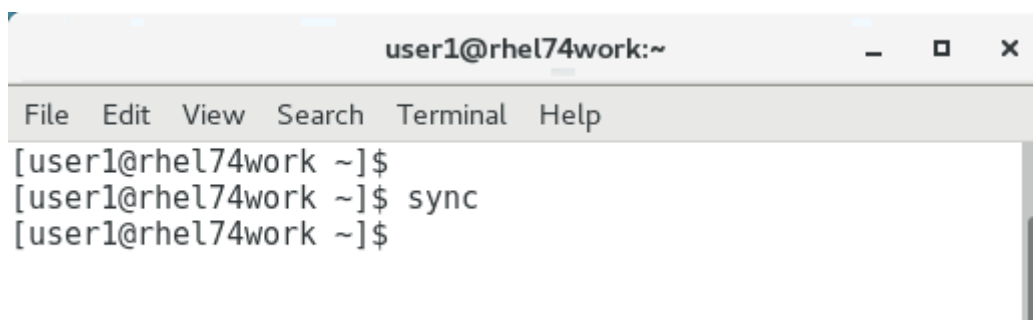 user1@rhel74work:~
File Edit View Search Terminal Help
[user1@rhel74work ~]$
[user1@rhel74work ~]$ sync
[user1@rhel74work ~]$